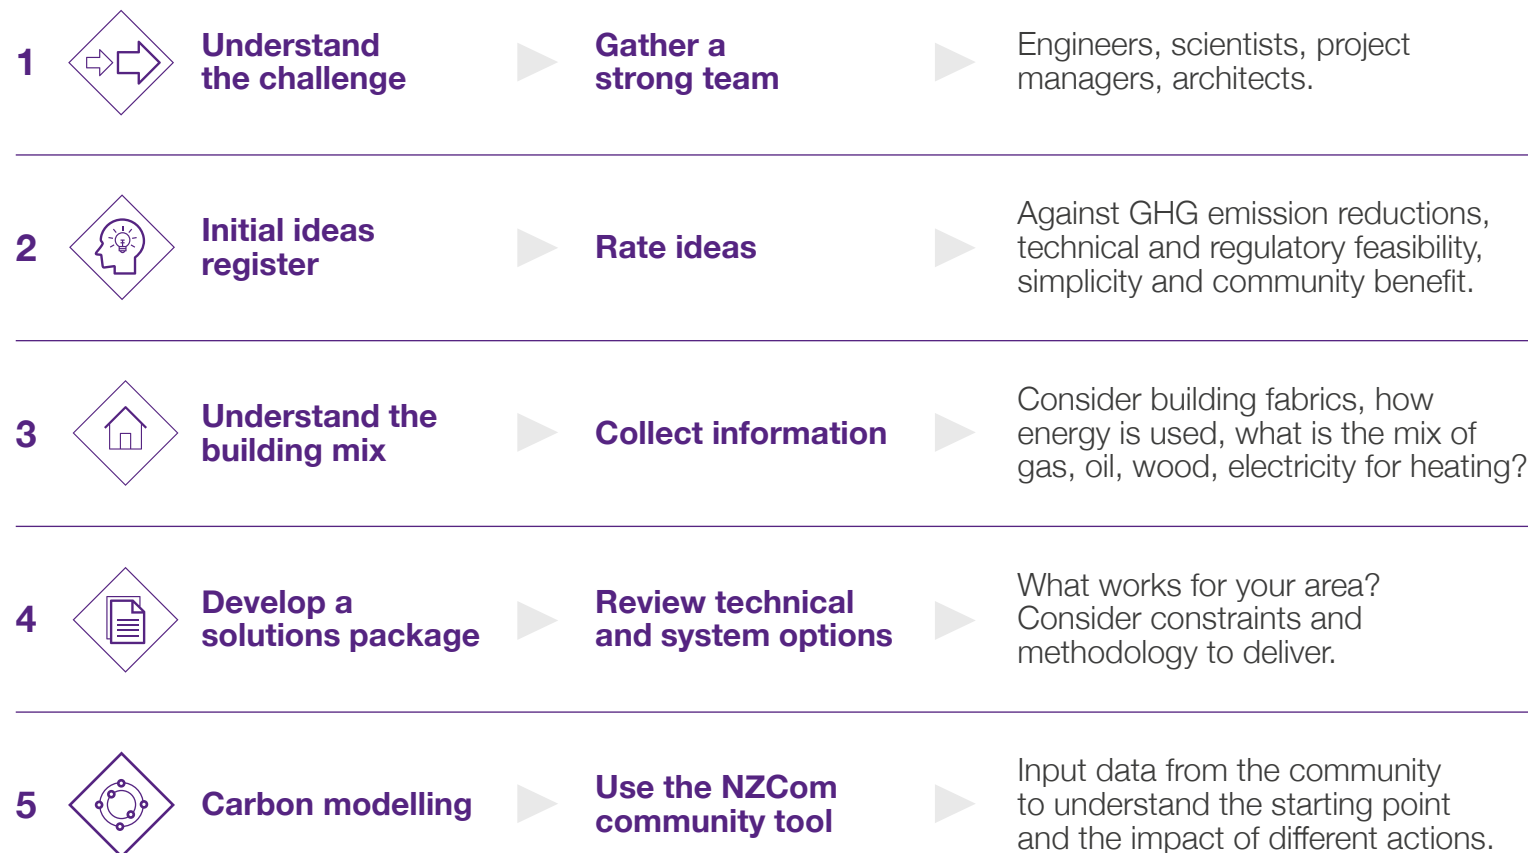 1
Understand
the challenge
Gather a
strong team
Engineers, scientists, project
managers, architects.
2
Initial ideas
register
Rate ideas
Against GHG emission reductions,
technical and regulatory feasibility,
simplicity and community benefit.
3
Understand the
building mix
Collect information
Consider building fabrics, how
energy is used, what is the mix of
gas, oil, wood, electricity for heating?
4
Develop a
solutions package
Review technical
and system options
What works for your area?
Consider constraints and
methodology to deliver.
5
Carbon modelling
Use the NZCom
community tool
Input data from the community
to understand the starting point
and the impact of different actions.